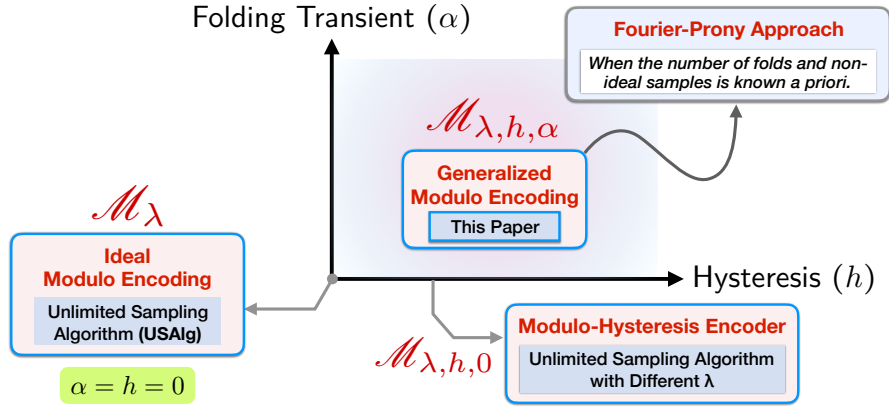 Folding Transient (α)
Fourier-Prony Approach
When the number of folds and non-
ideal samples is known a priori.
ℳλ,h,α
Generalized
Modulo Encoding
This Paper
ℳλ
Ideal
Modulo Encoding
Unlimited Sampling
Algorithm (USAlg)
α = h = 0
Hysteresis (h)
ℳλ,h,0
Modulo-Hysteresis Encoder
Unlimited Sampling Algorithm
with Different λ